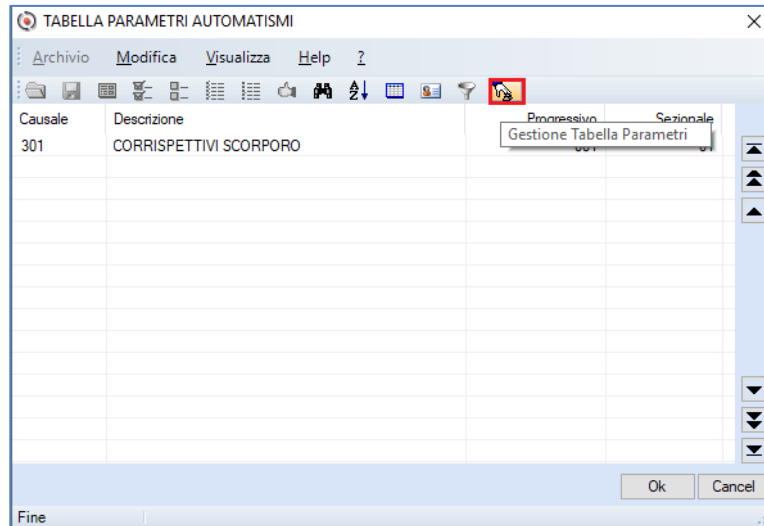 TABELLA PARAMETRI AUTOMATISMI
Archivio Modifica Visualizza Help ?
Causale Descrizione Progressivo Sezionale
Gestione Tabella Parametri
301 CORRISPETTIVI SCORPORO
Ok Cancel
Fine